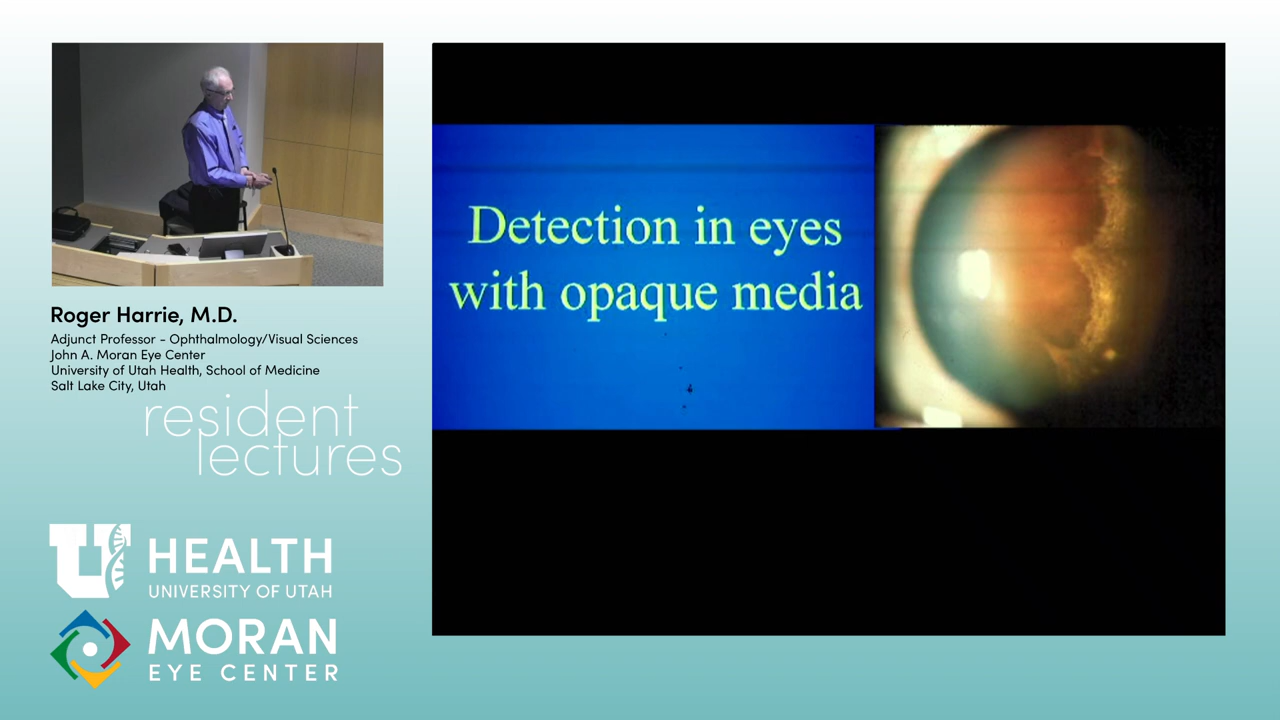 Roger Harrie, M.D.
Adjunct Professor - Ophthalmology/Visual Sciences
John A. Moran Eye Center
University of Utah Health, School of Medicine
Salt Lake City, Utah
resident
lectures
U HEALTH
UNIVERSITY OF UTAH
MORAN
EYE CENTER
Detection in eyes
with opaque media